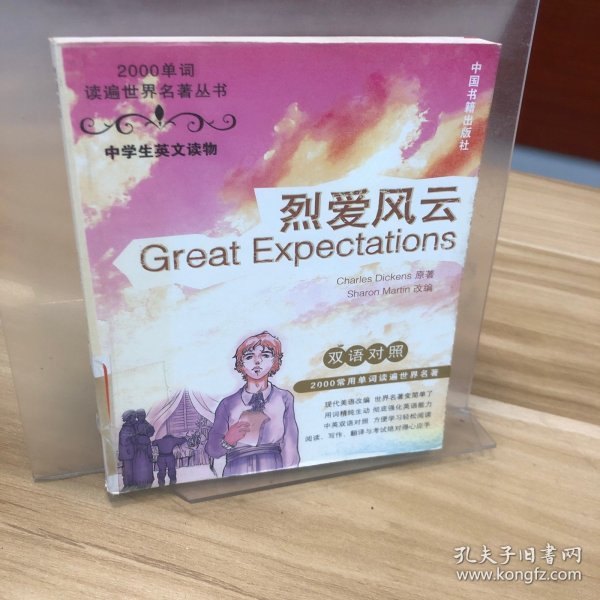 2000单词
读遍世界名著丛书
中学生英文读物
中国书籍出版社
烈爱风云
Great Expectations
Charles Dickens 原著
Sharon Martin 改编
双语对照
2000常用单词读遍世界名著
现代美语改编 世界名著变简单了
用词精纯生动 彻底强化英语能力
中英双语对照 方便学习轻松阅读
阅读、写作、翻译与考试绝对得心应手
孔夫子旧书网
www.kongfz.com